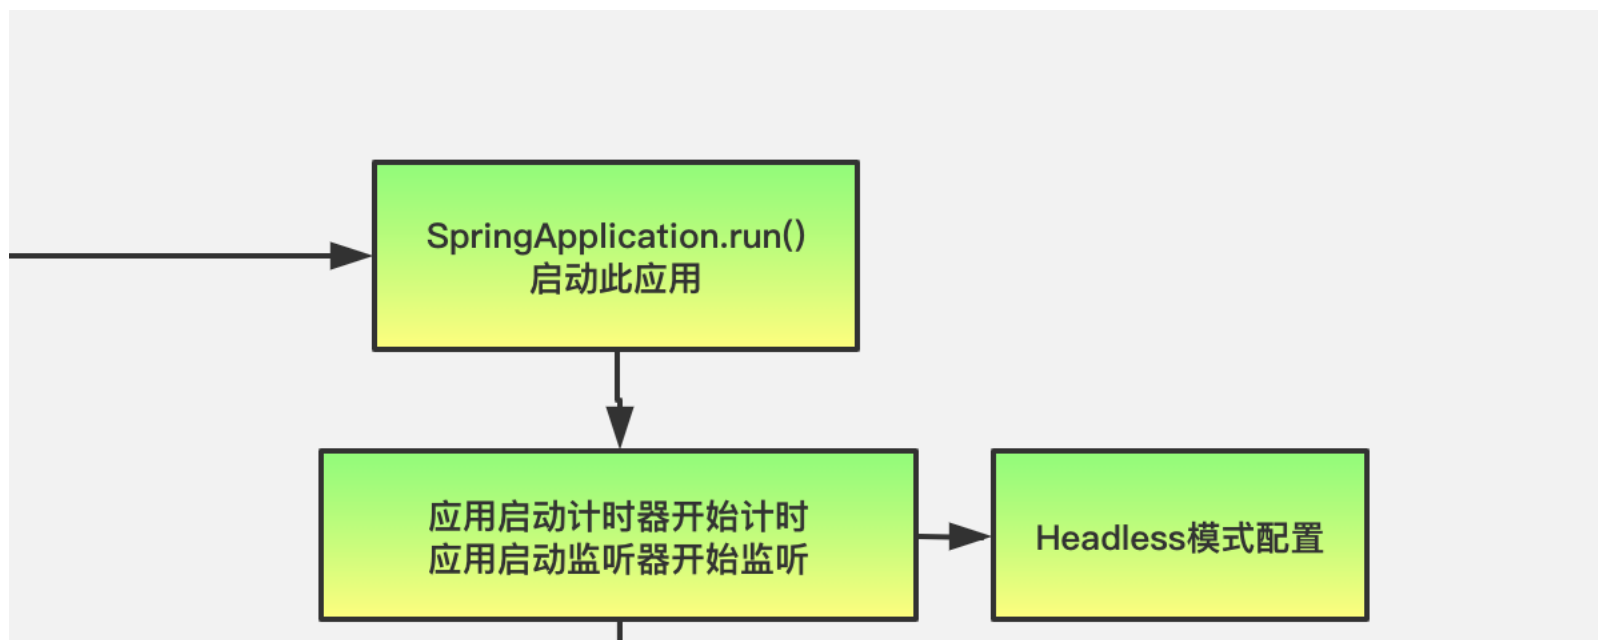 SpringApplication.run()
启动此应用
应用启动计时器开始计时
应用启动监听器开始监听
Headless模式配置